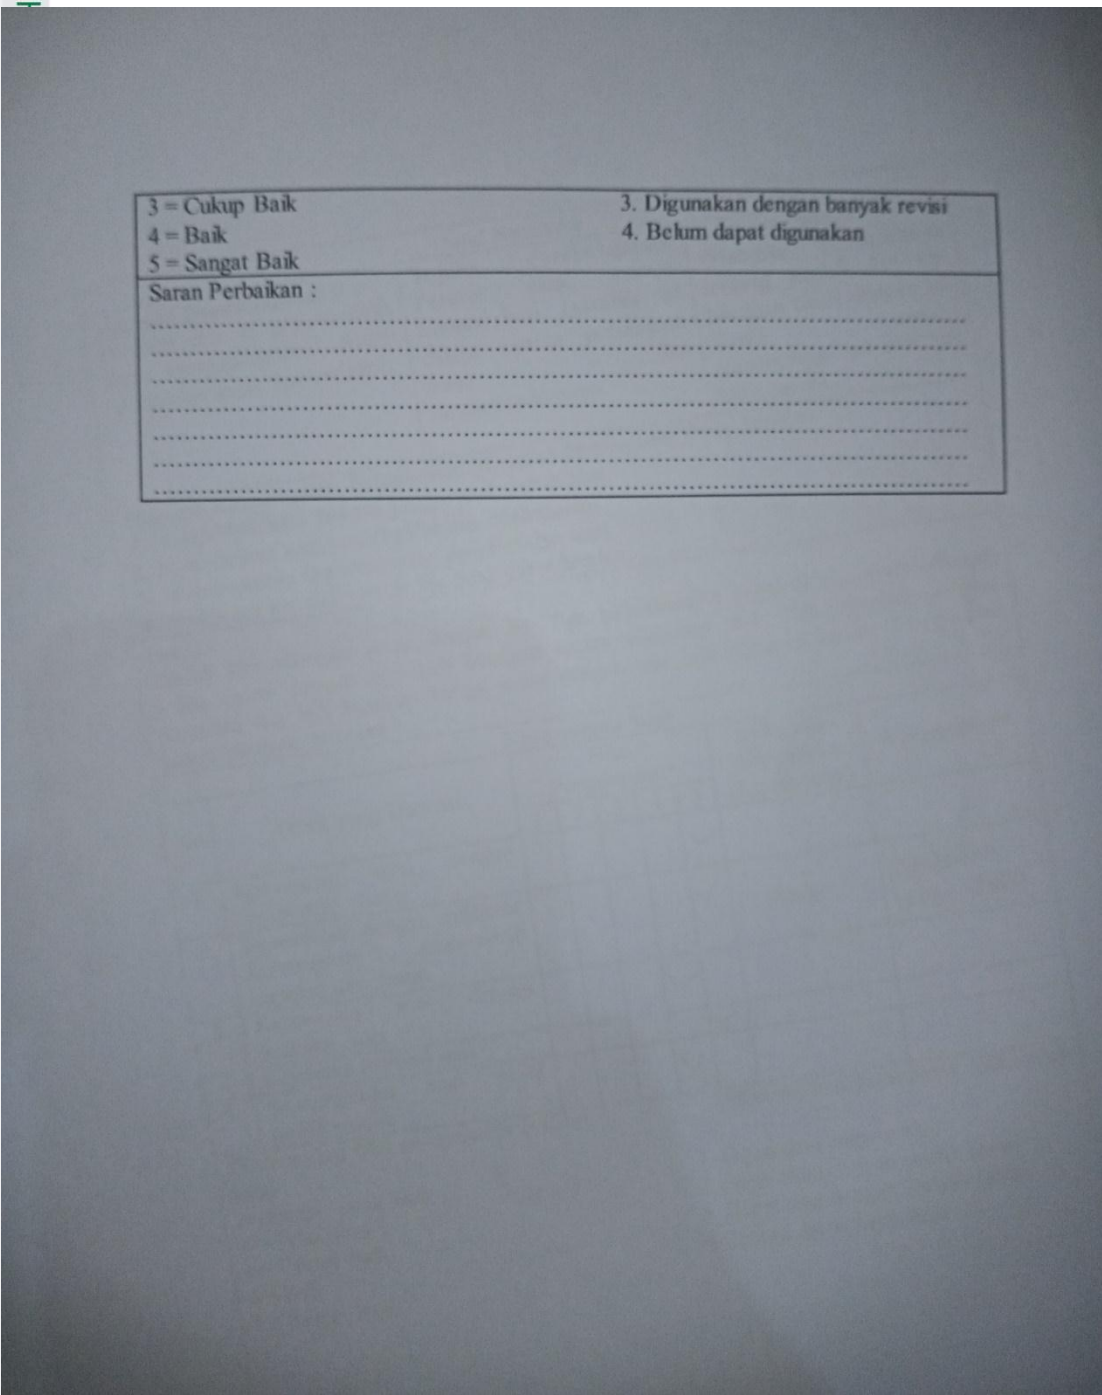 3 = Cukup Baik
3. Digunakan dengan banyak revisi
4 = Baik
4. Belum dapat digunakan
5 = Sangat Baik
Saran Perbaikan :